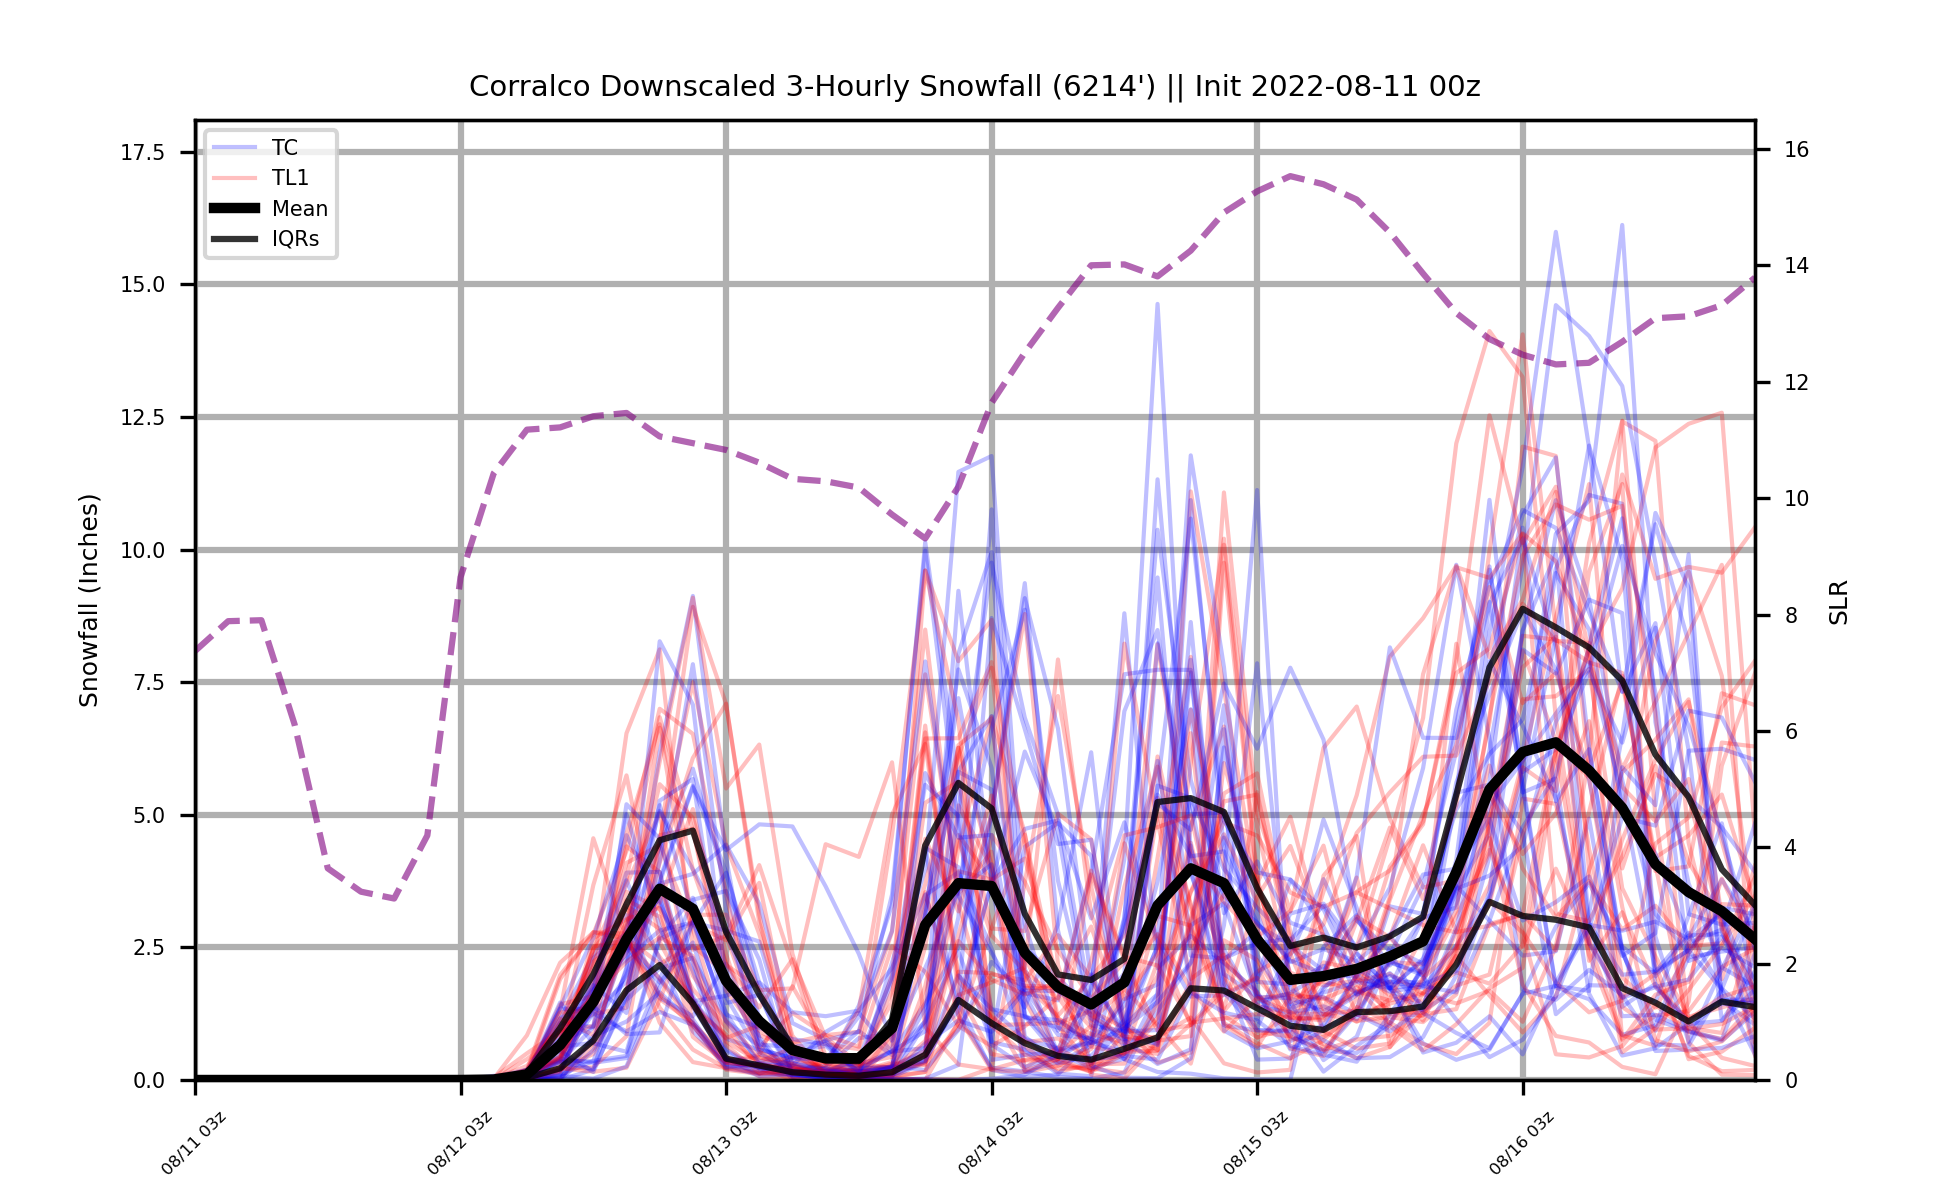 Corralco Downscaled 3-Hourly Snowfall (6214') || Init 2022-08-11 00z
TC
TL1
Mean
IQRs
Snowfall (Inches)
17.5
15.0
12.5
10.0
7.5
5.0
2.5
0.0
SLR
16
14
12
10
8
6
4
2
0
08/11 03z
08/12 03z
08/13 03z
08/14 03z
08/15 03z
08/16 03z